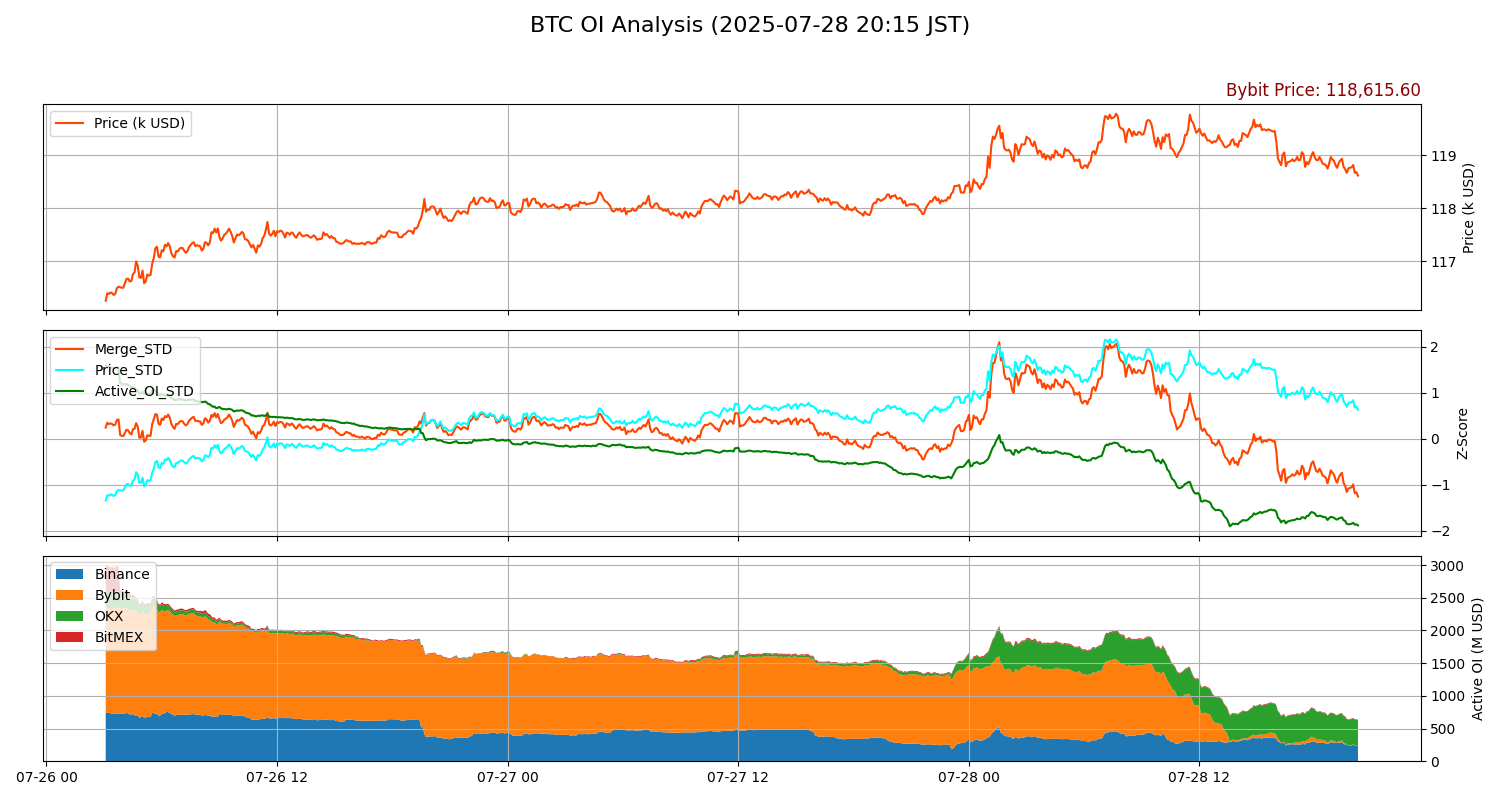 BTC OI Analysis (2025-07-28 20:15 JST)
Bybit Price: 118,615.60
Price (k USD)
119
118
117
Price (k USD)
Merge_STD
Price_STD
Active_OI_STD
2
1
0
−1
−2
Z-Score
Binance
Bybit
OKX
BitMEX
3000
2500
2000
1500
1000
500
0
Active OI (M USD)
07-26 00
07-26 12
07-27 00
07-27 12
07-28 00
07-28 12